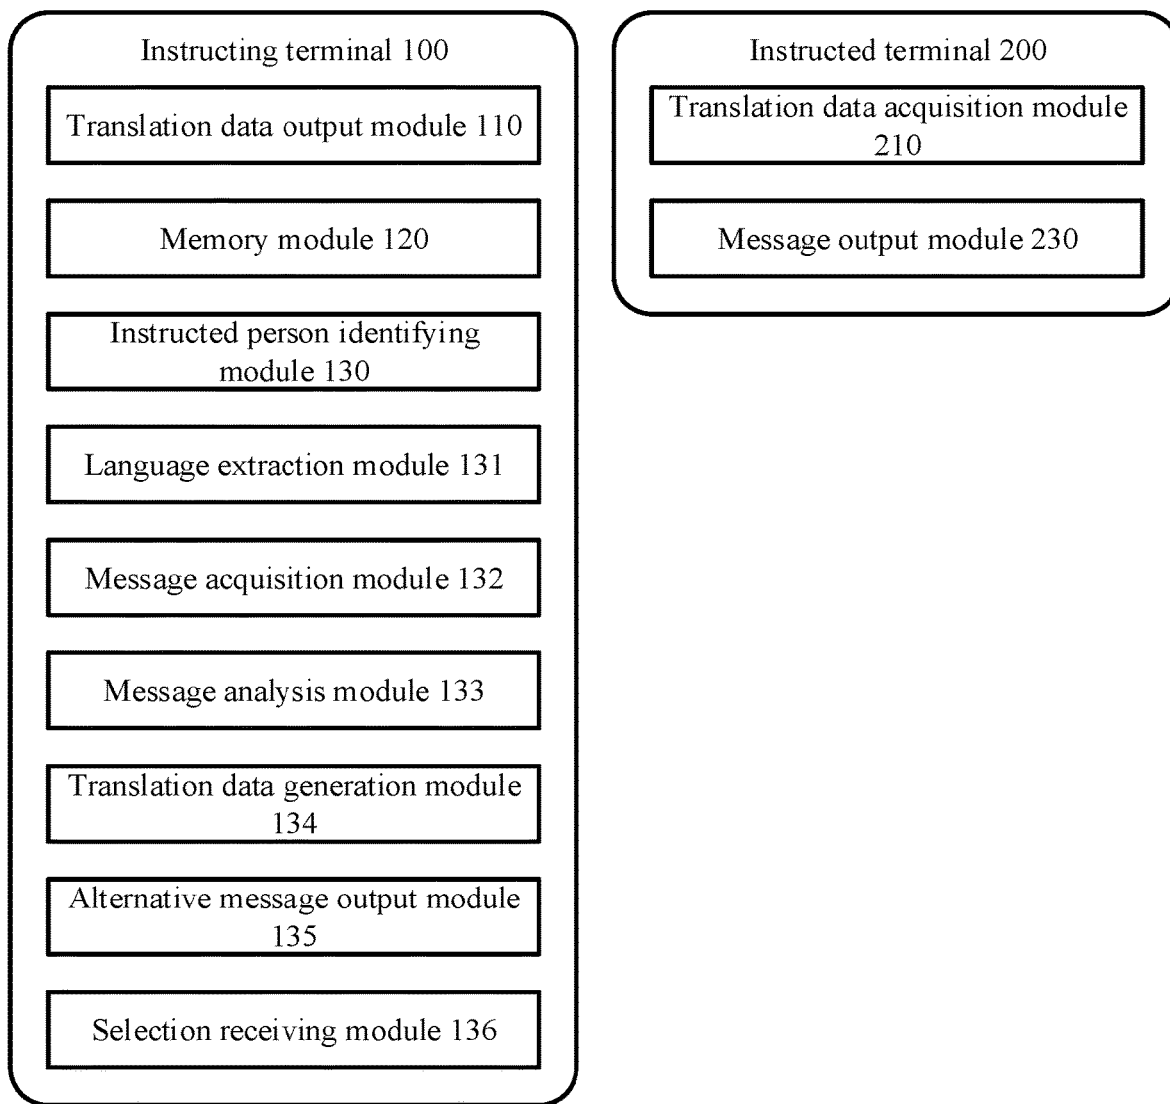 Instructing terminal 100
Translation data output module 110
Memory module 120
Instructed person identifying
module 130
Language extraction module 131
Message acquisition module 132
Message analysis module 133
Translation data generation module
134
Alternative message output module
135
Selection receiving module 136
Instructed terminal 200
Translation data acquisition module
210
Message output module 230